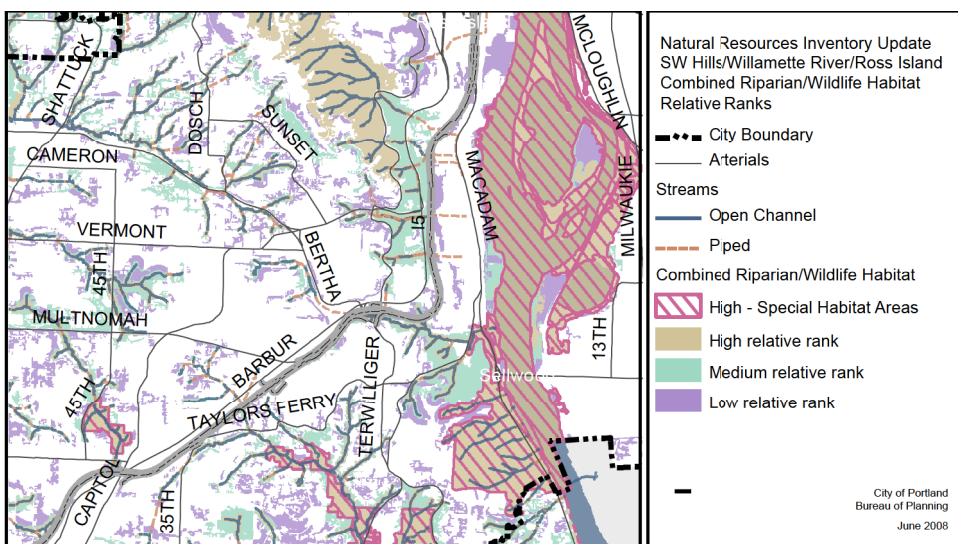 SHATTUCK
DOSCH
SUNSET
CAMERON
VERMONT
45TH
MULTNOMAH
BERTHA
I5
MACADAM
MCLOUGHLIN
MILWAUKIE
13TH
BARBUR
TAYLORS FERRY
TERWILLIGER
45TH
CAPITOL
35TH
Natural Resources Inventory Update
SW Hills/Willamette River/Ross Island
Combined Riparian/Wildlife Habitat
Relative Ranks
City Boundary
Arterials
Streams
Open Channel
Piped
Combined Riparian/Wildlife Habitat
High - Special Habitat Areas
High relative rank
Medium relative rank
Low relative rank
City of Portland
Bureau of Planning
June 2008